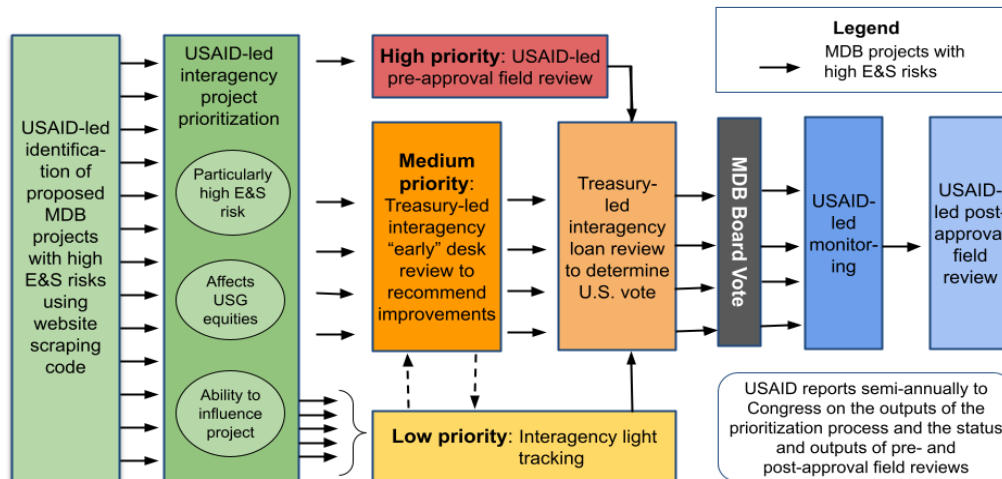 USAID-led
identifica-
tion of
proposed
MDB
projects
with high
E&S risks
using
website
scraping
code
USAID-led
interagency
project
prioritization
Particularly
high E&S
risk
Affects
USG
equities
Ability to
influence
project
High priority: USAID-led
pre-approval field review
Medium
priority:
Treasury-led
interagency
“early” desk
review to
recommend
improvements
Low priority: Interagency light
tracking
Treasury-
led
interagency
loan review
to determine
U.S. vote
MDB Board Vote
USAID-
led
monitor-
ing
USAID-
led post-
approval
field
review
Legend
MDB projects with
high E&S risks
USAID reports semi-annually to
Congress on the outputs of the
prioritization process and the status
and outputs of pre- and
post-approval field reviews